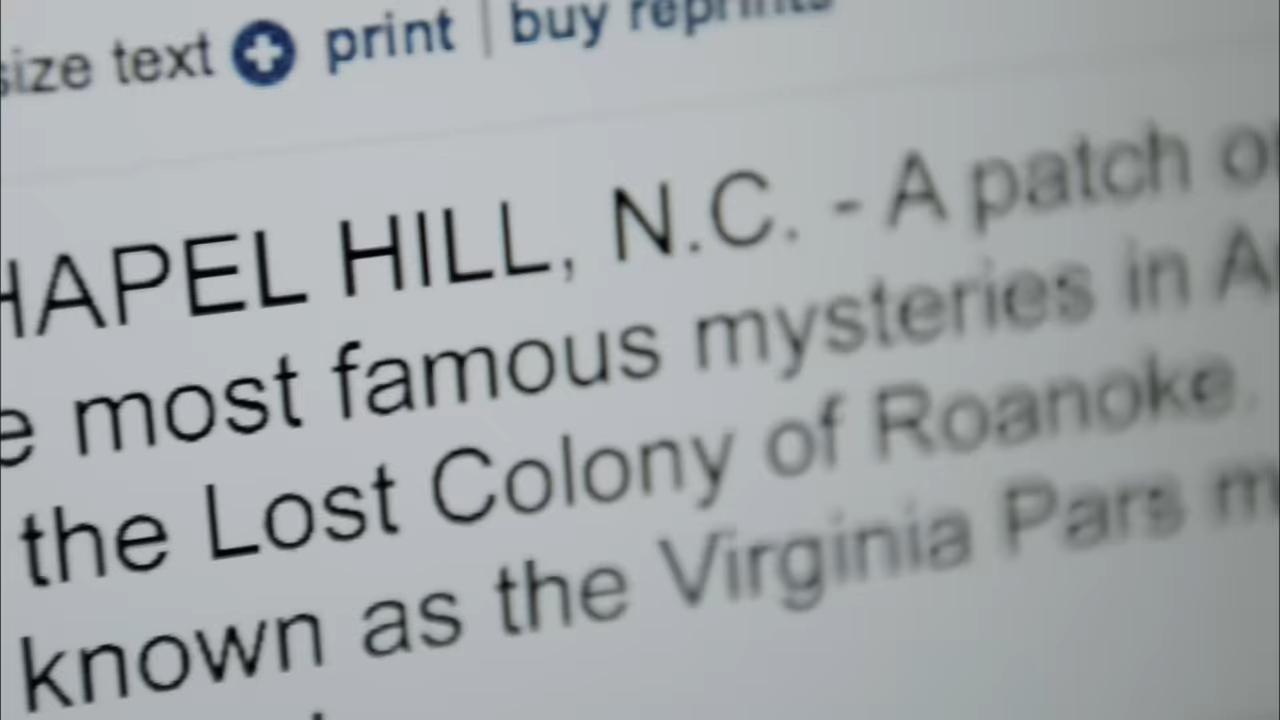 size text print | buy reprints
HAPEL HILL, N.C. - A patch o
e most famous mysteries in A
the Lost Colony of Roanoke.
known as the Virginia Pars m